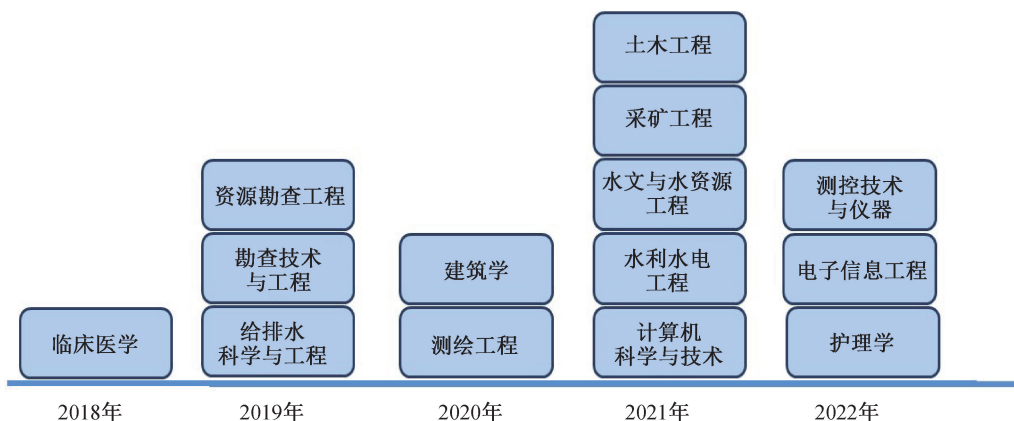 土木工程
采矿工程
资源勘查工程
水文与水资源
工程
测控技术
与仪器
勘查技术
与工程
建筑学
水利水电
工程
电子信息工程
临床医学
给排水
科学与工程
测绘工程
计算机
科学与技术
护理学
2018年
2019年
2020年
2021年
2022年